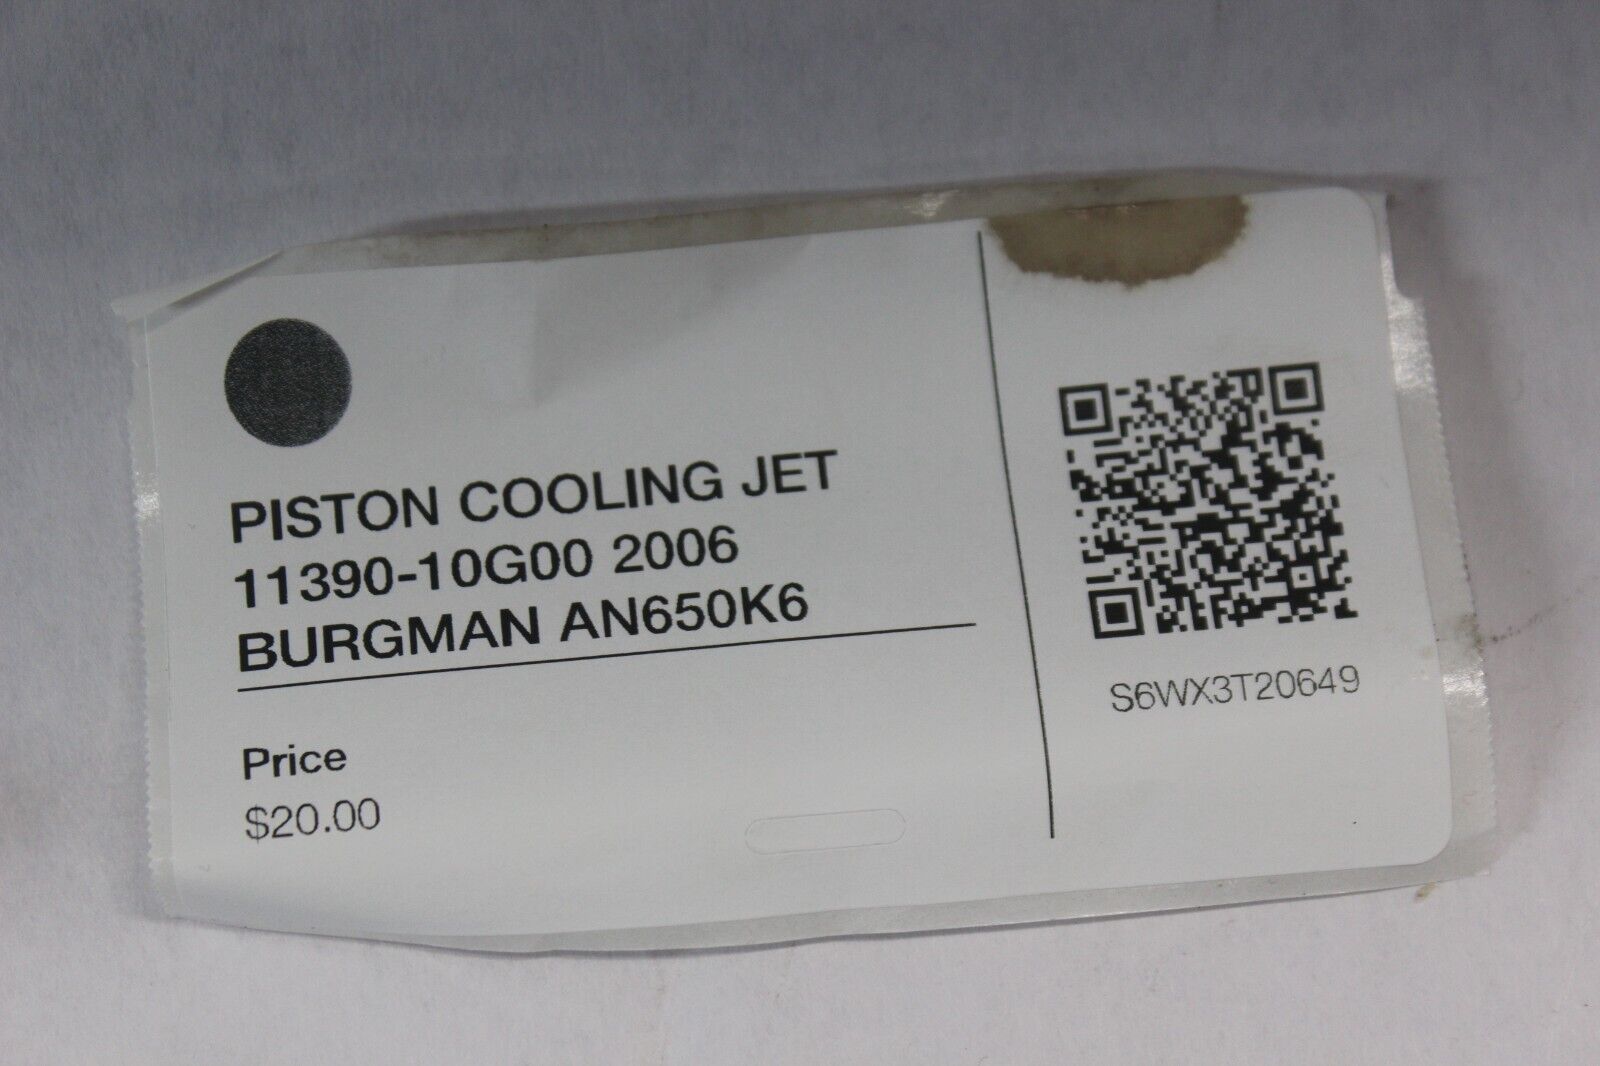 PISTON COOLING JET
11390-10G00 2006
BURGMAN AN650K6
Price
$20.00
S6WX3T20649